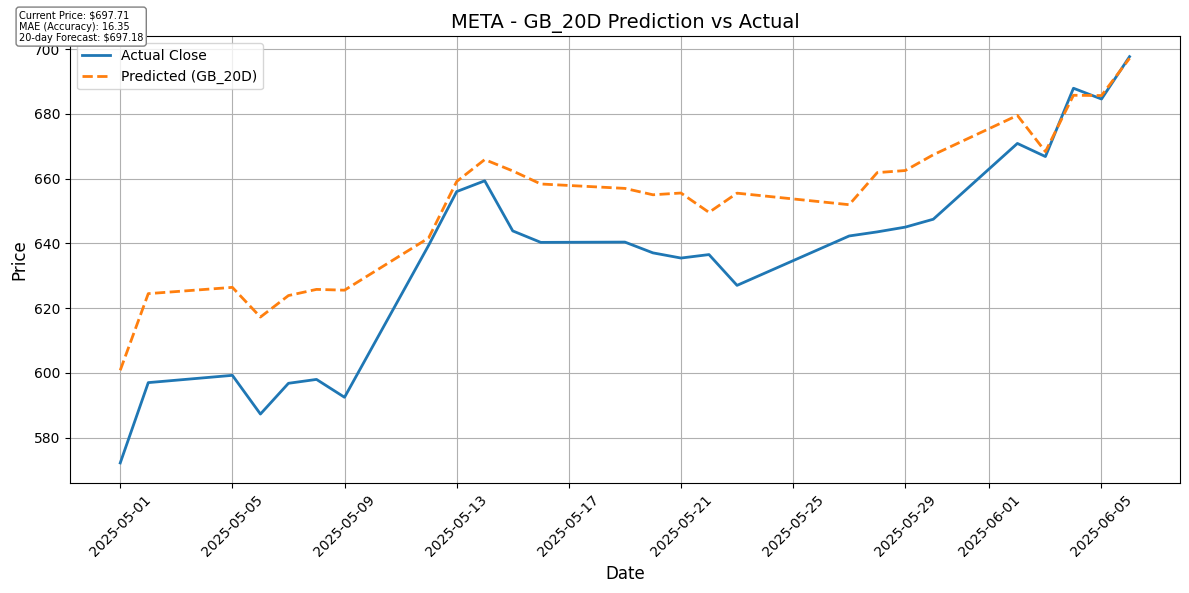 META - GB_20D Prediction vs Actual
Current Price: $697.71
MAE (Accuracy): 16.35
20-day Forecast: $697.18
Actual Close
Predicted (GB_20D)
Price
700
680
660
640
620
600
580
2025-05-01
2025-05-05
2025-05-09
2025-05-13
2025-05-17
2025-05-21
2025-05-25
2025-05-29
2025-06-01
2025-06-05
Date